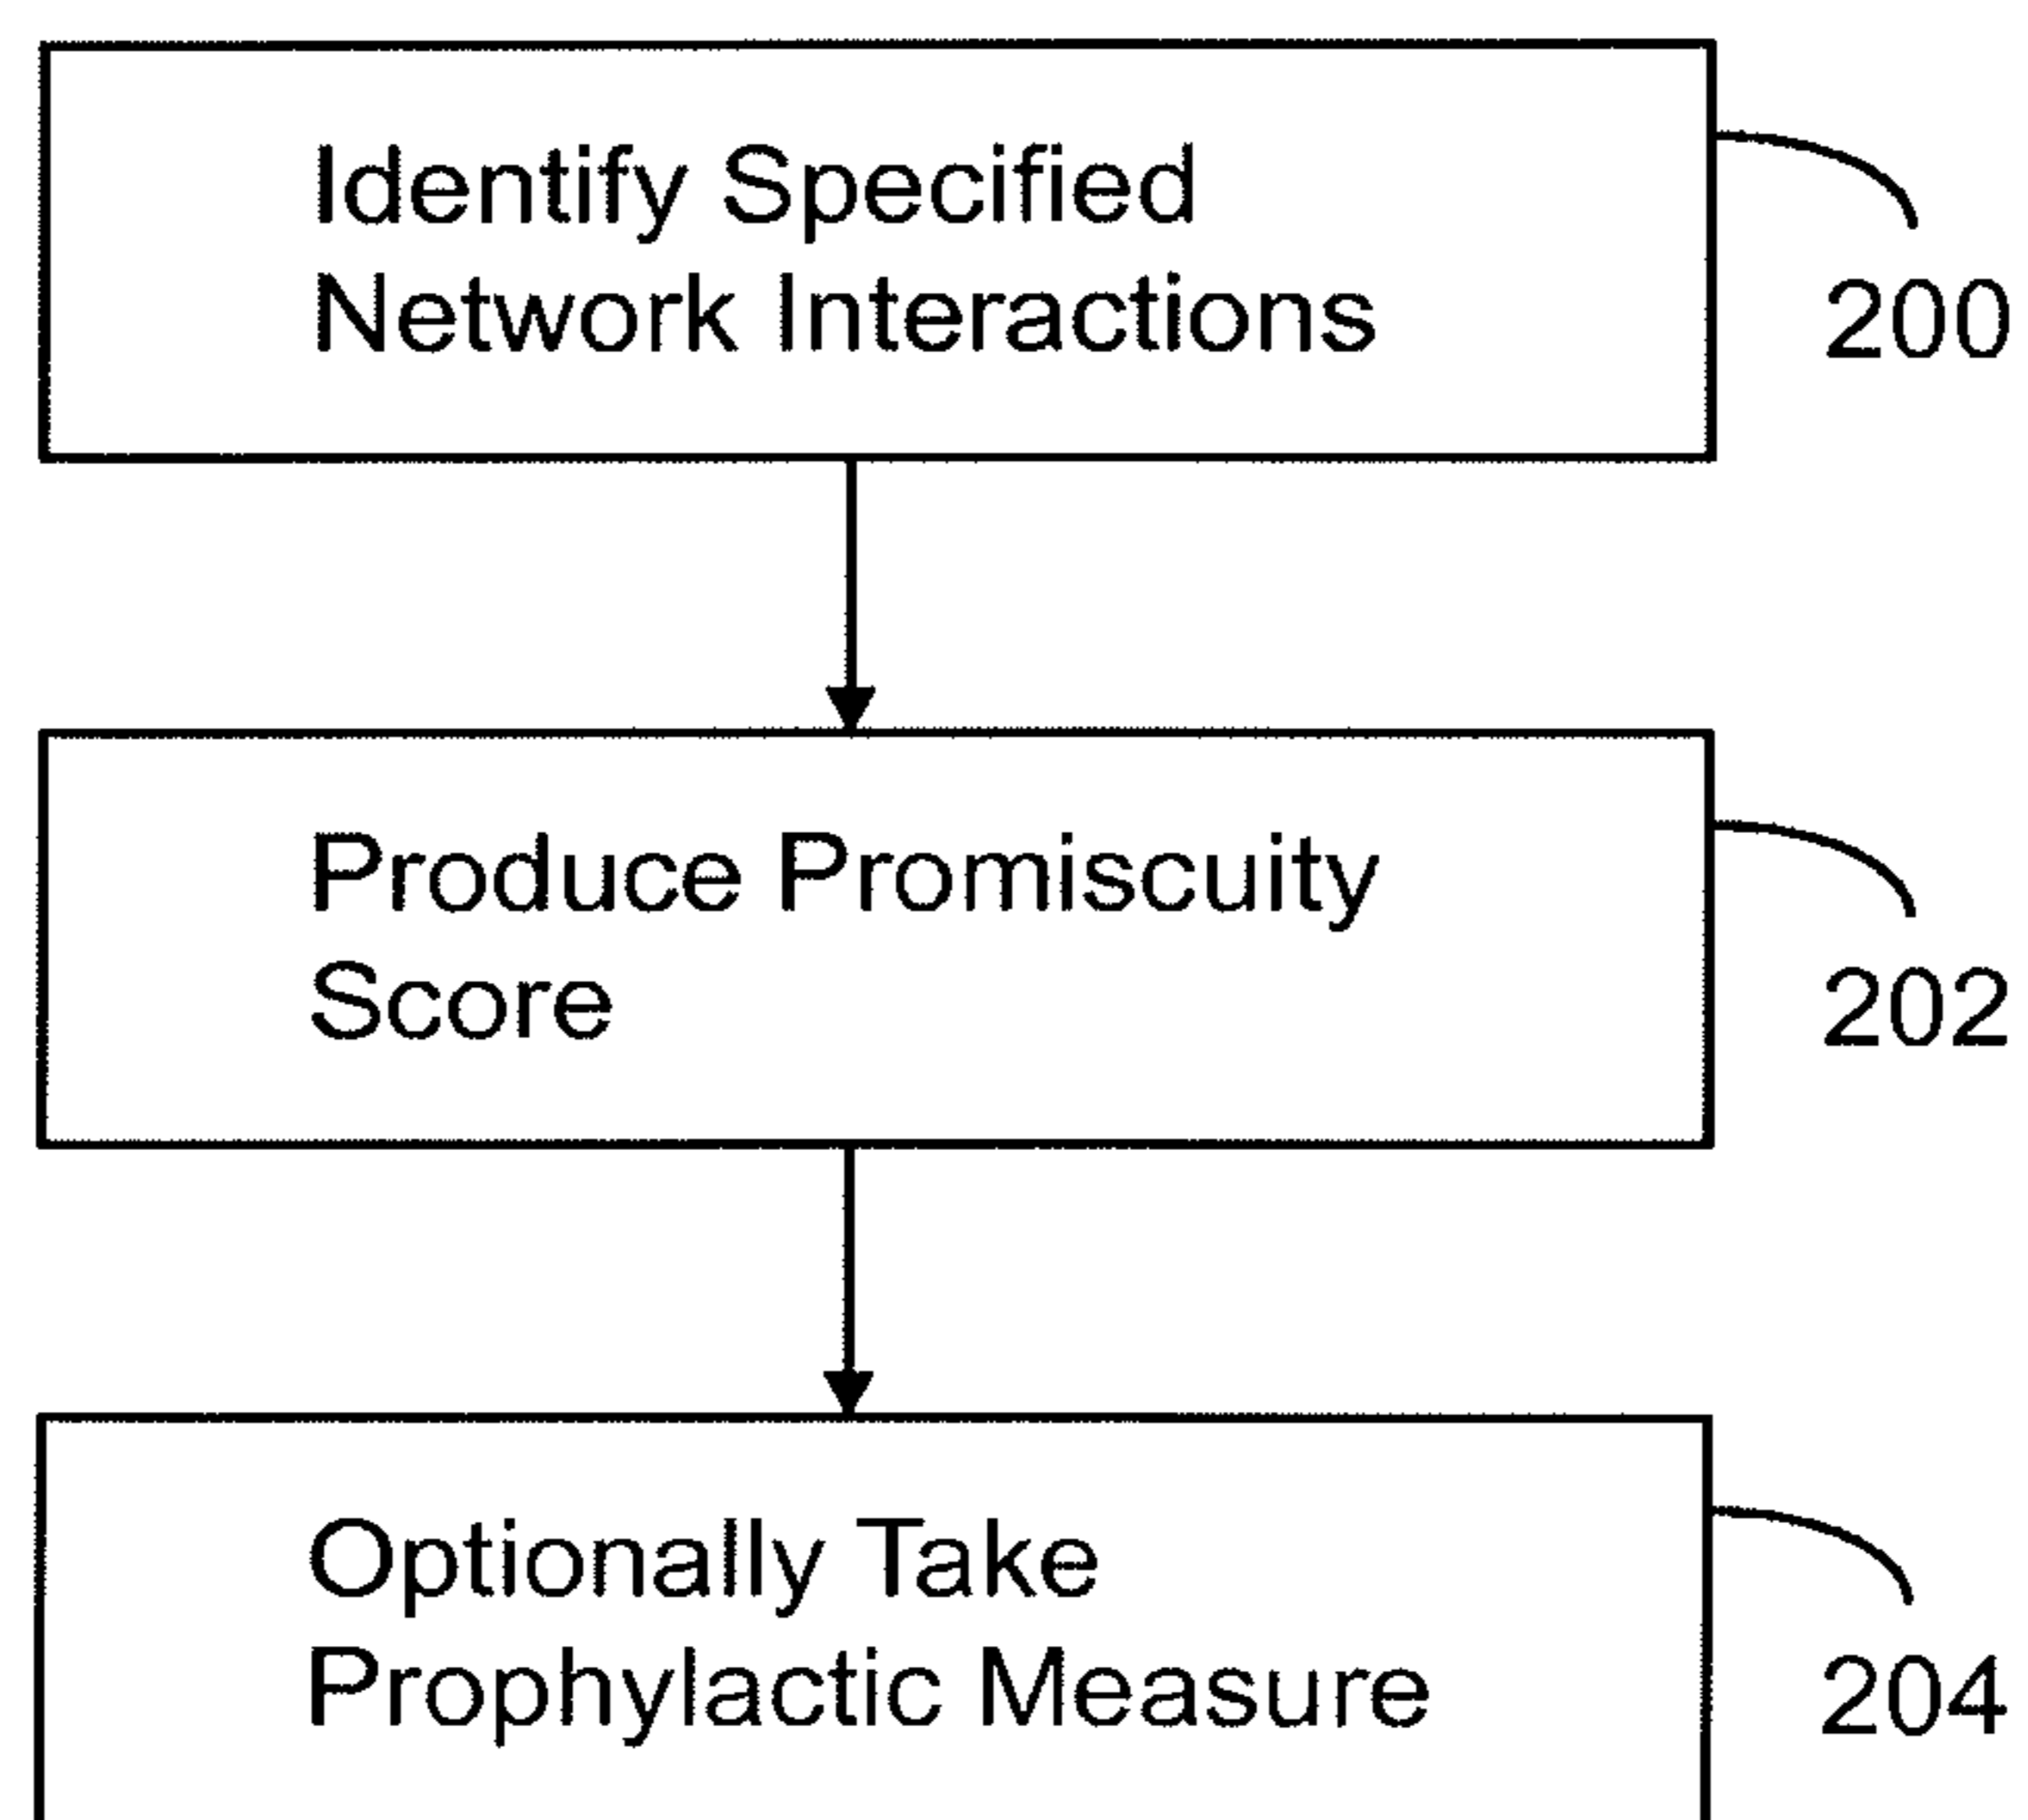 Identify Specified
Network Interactions
200
Produce Promiscuity
Score
202
Optionally Take
Prophylactic Measure
204